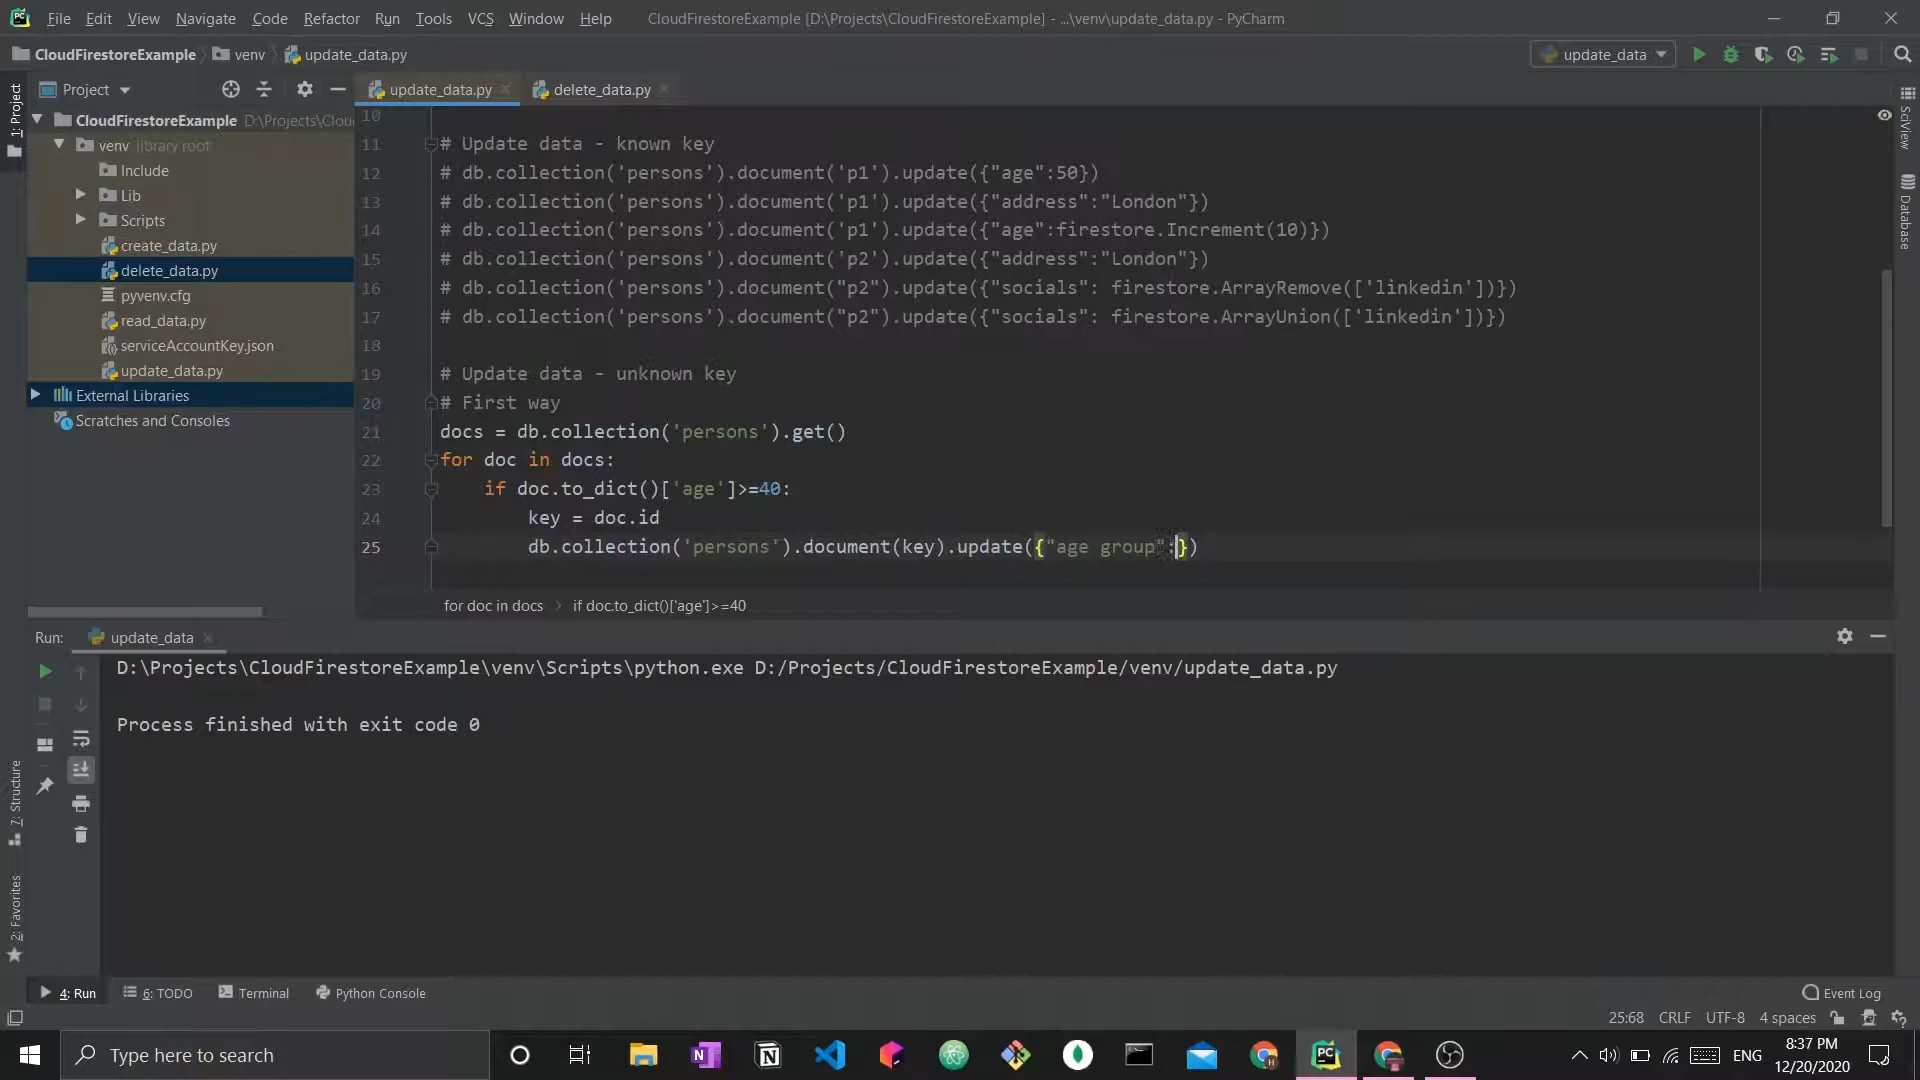 File Edit View Navigate Code Refactor Run Tools VCS Window Help CloudFirestoreExample [D:\Projects\CloudFirestoreExample] - ...\venv\update_data.py - PyCharm
CloudFirestoreExample venv update_data.py update_data
Project update_data.py delete_data.py
1: Project
CloudFirestoreExample D:\Projects\Clou
venv library root
Include
Lib
Scripts
create_data.py
delete_data.py
pyvenv.cfg
read_data.py
serviceAccountKey.json
update_data.py
External Libraries
Scratches and Consoles
10
11 # Update data - known key
12 # db.collection('persons').document('p1').update({"age":50})
13 # db.collection('persons').document('p1').update({"address":"London"})
14 # db.collection('persons').document('p1').update({"age":firestore.Increment(10)})
15 # db.collection('persons').document('p2').update({"address":"London"})
16 # db.collection('persons').document("p2").update({"socials": firestore.ArrayRemove(['linkedin'])})
17 # db.collection('persons').document("p2").update({"socials": firestore.ArrayUnion(['linkedin'])})
18
19 # Update data - unknown key
20 # First way
21 docs = db.collection('persons').get()
22 for doc in docs:
23 if doc.to_dict()['age']>=40:
24 key = doc.id
25 db.collection('persons').document(key).update({"age group":})
for doc in docs if doc.to_dict()['age']>=40
SciView
Database
Run: update_data
D:\Projects\CloudFirestoreExample\venv\Scripts\python.exe D:/Projects/CloudFirestoreExample/venv/update_data.py
Process finished with exit code 0
7: Structure
2: Favorites
4: Run 6: TODO Terminal Python Console Event Log
25:68 CRLF UTF-8 4 spaces
Type here to search
ENG
8:37 PM
12/20/2020